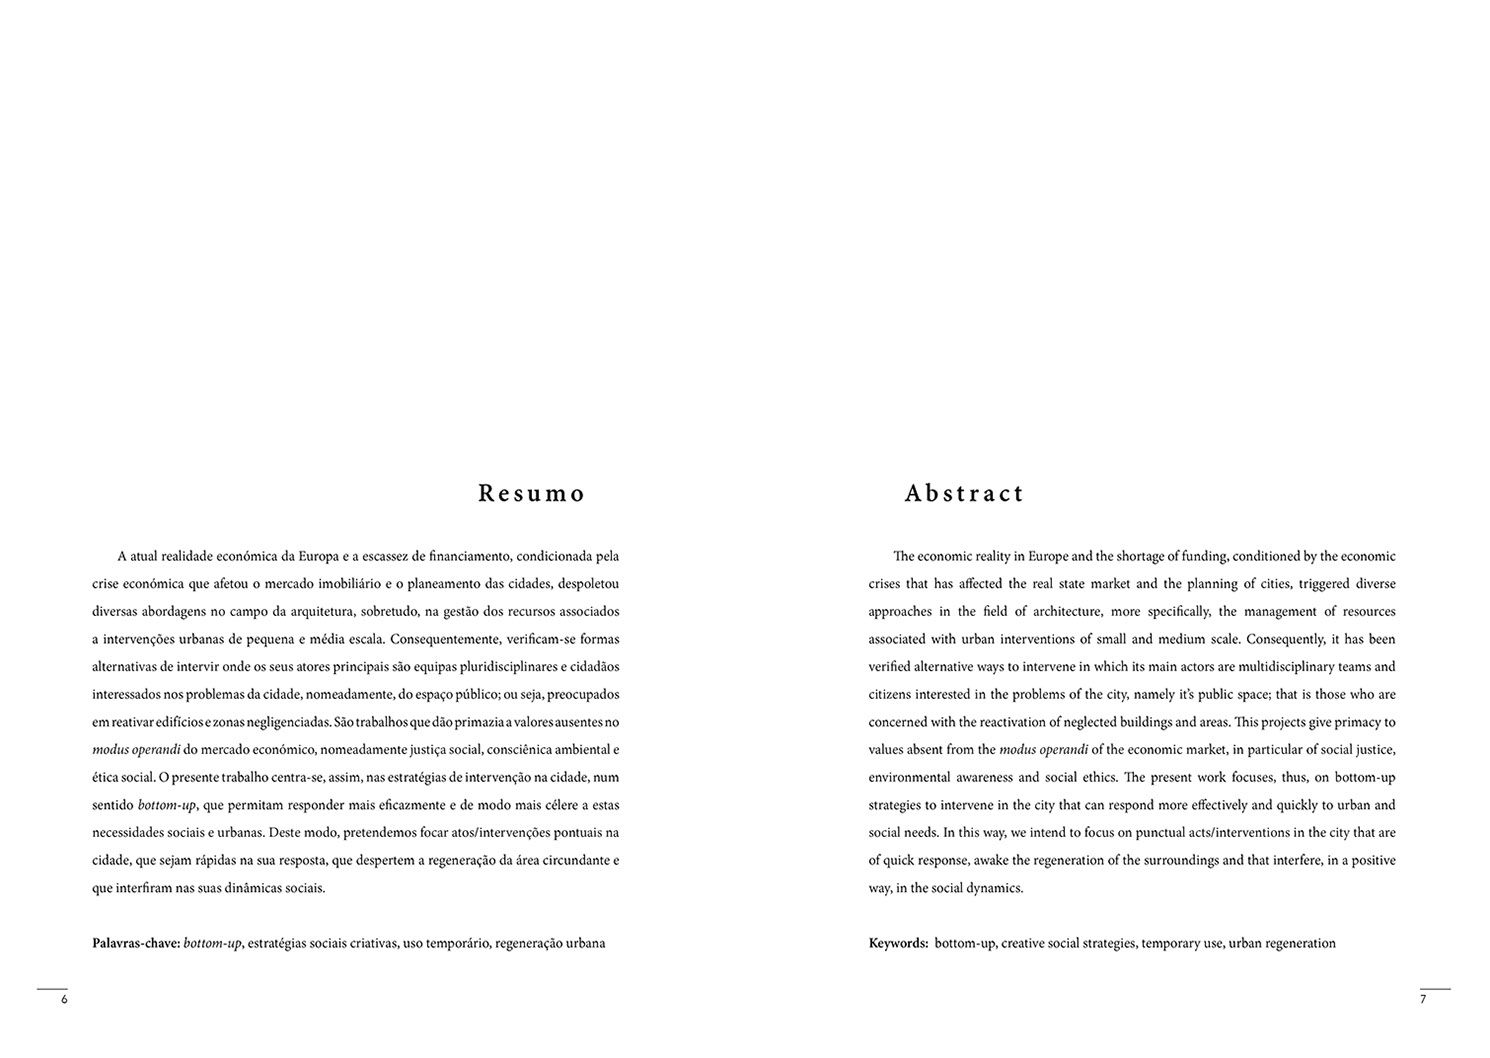 Resumo
A atual realidade económica da Europa e a escassez de financiamento, condicionada pela
crise económica que afetou o mercado imobiliário e o planeamento das cidades, despoletou
diversas abordagens no campo da arquitetura, sobretudo, na gestão dos recursos associados
a intervenções urbanas de pequena e média escala. Consequentemente, verificam-se formas
alternativas de intervir onde os seus atores principais são equipas pluridisciplinares e cidadãos
interessados nos problemas da cidade, nomeadamente, do espaço público; ou seja, preocupados
em reativar edifícios e zonas negligenciadas. São trabalhos que dão primazia a valores ausentes no
modus operandi do mercado económico, nomeadamente justiça social, consciênica ambiental e
ética social. O presente trabalho centra-se, assim, nas estratégias de intervenção na cidade, num
sentido bottom-up, que permitam responder mais eficazmente e de modo mais célere a estas
necessidades sociais e urbanas. Deste modo, pretendemos focar atos/intervenções pontuais na
cidade, que sejam rápidas na sua resposta, que despertem a regeneração da área circundante e
que interfiram nas suas dinâmicas sociais.
Palavras-chave: bottom-up, estratégias sociais criativas, uso temporário, regeneração urbana
6
Abstract
The economic reality in Europe and the shortage of funding, conditioned by the economic
crises that has affected the real state market and the planning of cities, triggered diverse
approaches in the field of architecture, more specifically, the management of resources
associated with urban interventions of small and medium scale. Consequently, it has been
verified alternative ways to intervene in which its main actors are multidisciplinary teams and
citizens interested in the problems of the city, namely it's public space; that is those who are
concerned with the reactivation of neglected buildings and areas. This projects give primacy to
values absent from the modus operandi of the economic market, in particular of social justice,
environmental awareness and social ethics. The present work focuses, thus, on bottom-up
strategies to intervene in the city that can respond more effectively and quickly to urban and
social needs. In this way, we intend to focus on punctual acts/interventions in the city that are
of quick response, awake the regeneration of the surroundings and that interfere, in a positive
way, in the social dynamics.
Keywords: bottom-up, creative social strategies, temporary use, urban regeneration
7